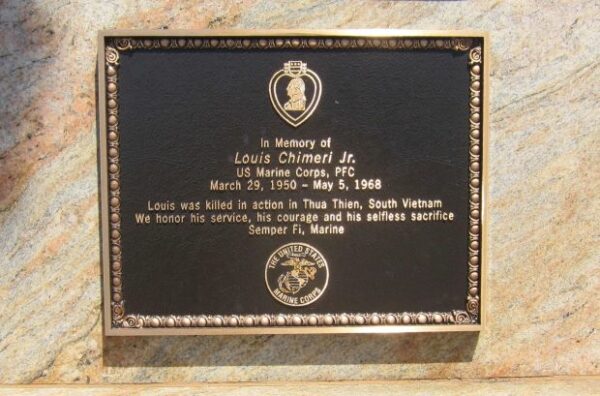 In Memory of
Louis Chimeri Jr.
US Marine Corps, PFC
March 29, 1950 - May 5, 1968
Louis was killed in action in Thua Thien, South Vietnam
We honor his service, his courage and his selfless sacrifice
Semper Fi, Marine
THE UNITED STATES
MARINE CORPS